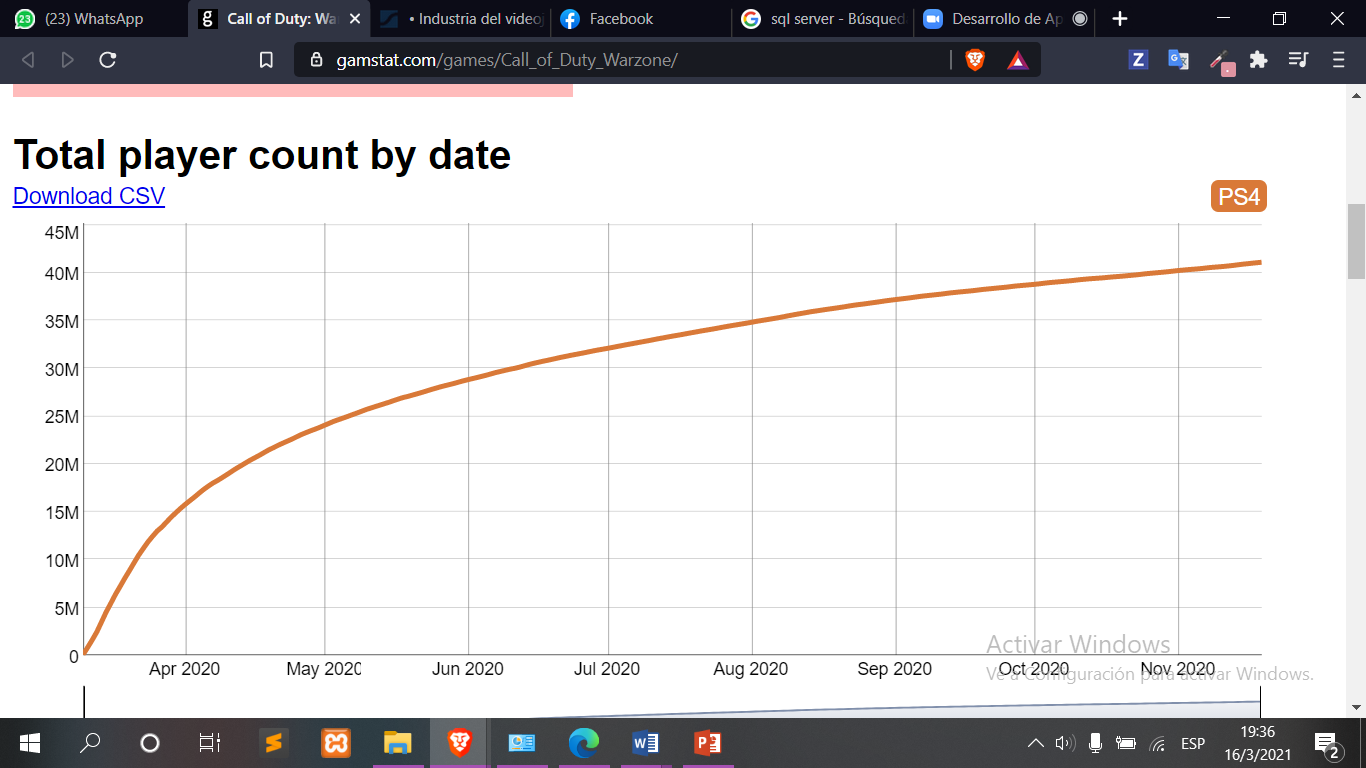 (23) WhatsApp
Call of Duty: Wa
• Industria del videoj
Facebook
sql server - Búsqued
Desarrollo de Ap
gamstat.com/games/Call_of_Duty_Warzone/
Total player count by date
Download CSV
PS4
45M
40M
35M
30M
25M
20M
15M
10M
5M
0
Apr 2020 May 2020 Jun 2020 Jul 2020 Aug 2020 Sep 2020 Oct 2020 Nov 2020
Activar Windows
Ve a Configuración para activar Windows.
ESP
19:36
16/3/2021
2